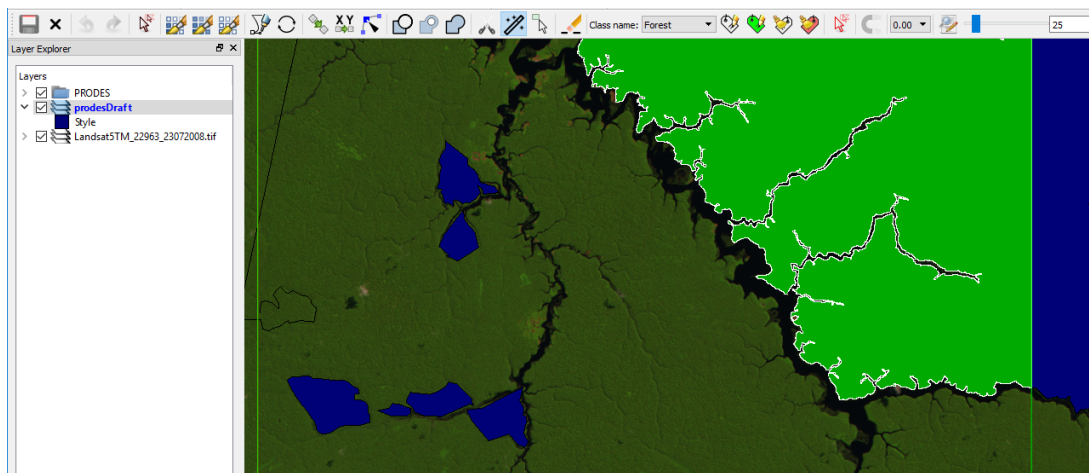 X Y
Class name: Forest
0.00
25
Layer Explorer
Layers
PRODES
prodesDraft
Style
Landsat5TM_22963_23072008.tif